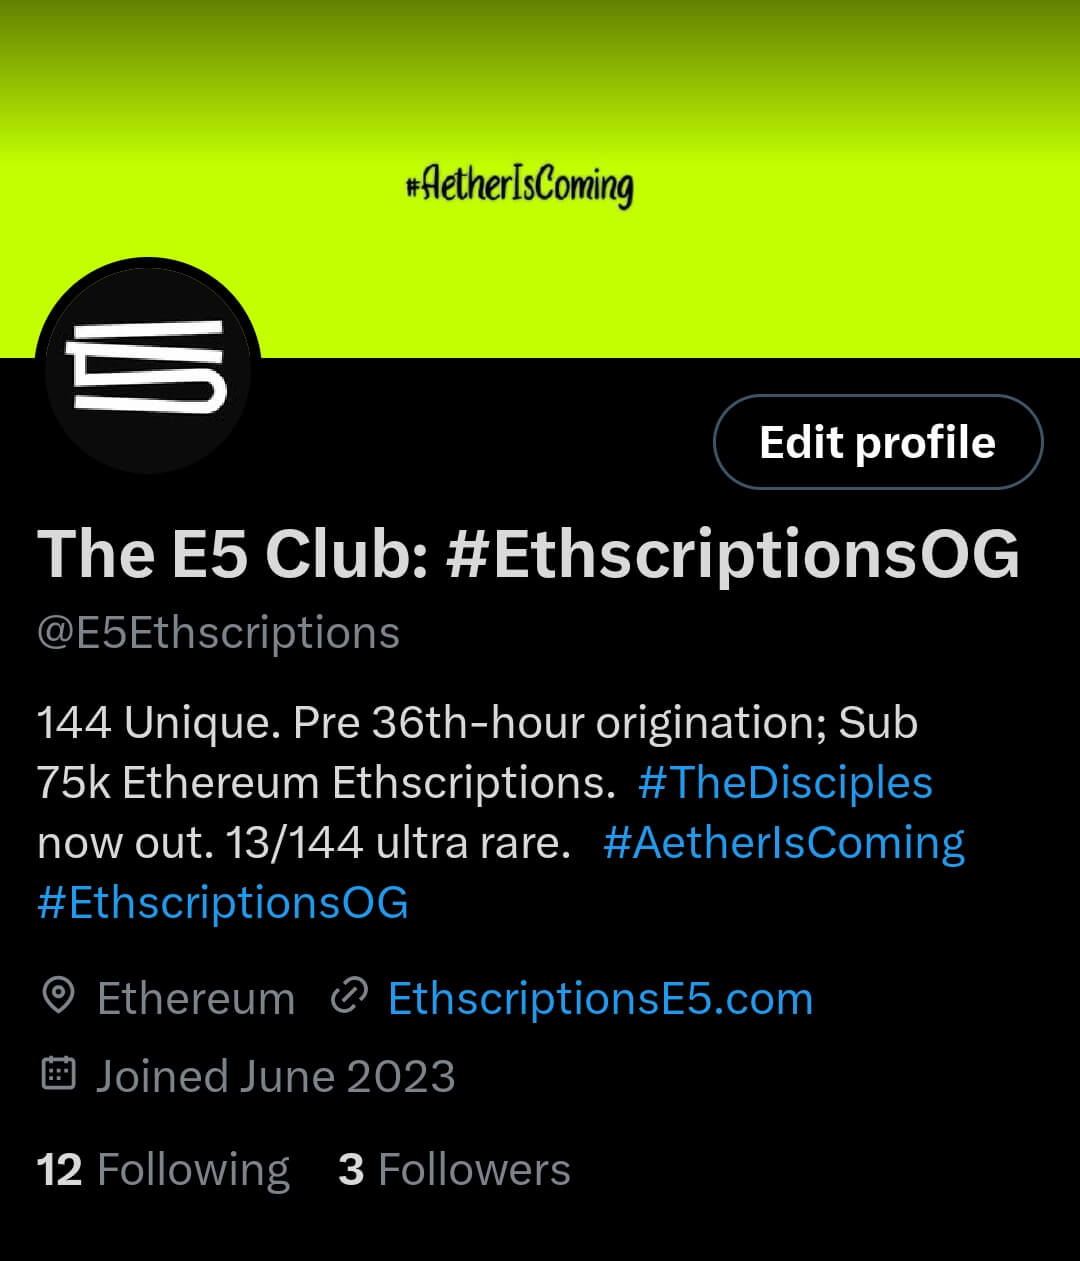 #AetherIsComing
E5
Edit profile
The E5 Club: #EthscriptionsOG
@E5Ethscriptions
144 Unique. Pre 36th-hour origination; Sub
75k Ethereum Ethscriptions. #TheDisciples
now out. 13/144 ultra rare. #AetherIsComing
#EthscriptionsOG
Ethereum EthscriptionsE5.com
Joined June 2023
12 Following 3 Followers